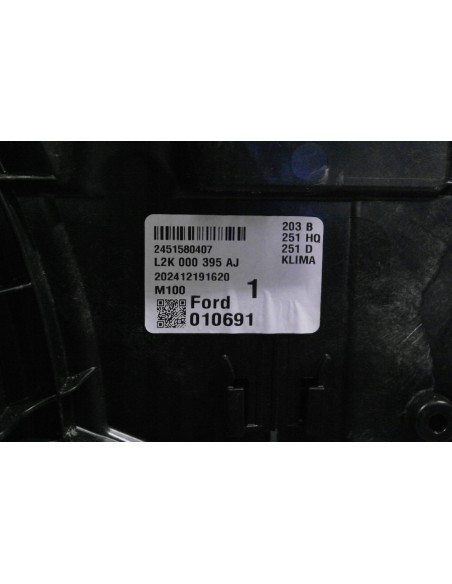 2451580407
L2K 000 395 AJ
202412191620
M100
Ford 1
010691
203 B
251 HQ
251 D
KLIMA